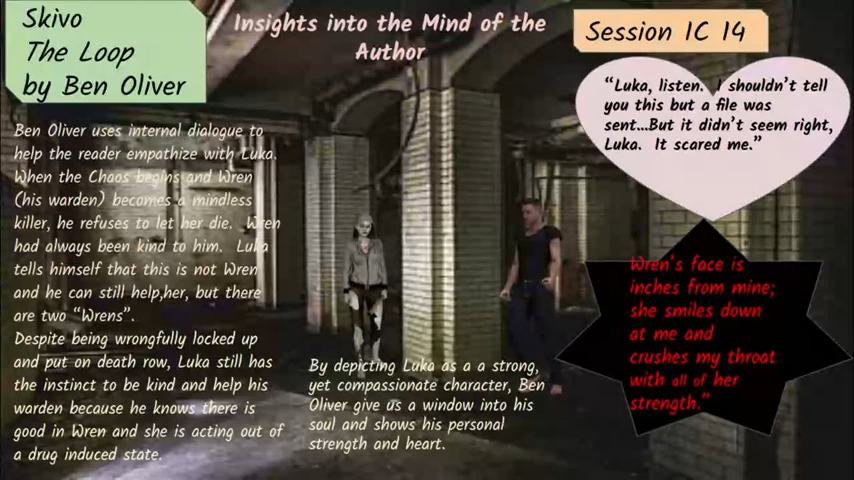 Skivo
The Loop
by Ben Oliver
Insights into the Mind of the
Author
Session IC 14
Ben Oliver uses internal dialogue to
help the reader empathize with Luka.
When the Chaos begins and Wren
(his warden) becomes a mindless
killer, he refuses to let her die. Wren
had always been kind to him. Luka
tells himself that this is not Wren
and he can still help,her, but there
are two “Wrens”.
Despite being wrongfully locked up
and put on death row, Luka still has
the instinct to be kind and help his
warden because he knows there is
good in Wren and she is acting out of
a drug induced state.
By depicting Luka as a a strong,
yet compassionate character, Ben
Oliver give us a window into his
soul and shows his personal
strength and heart.
“Luka, listen. I shouldn’t tell
you this but a file was
sent...But it didn’t seem right,
Luka. It scared me.”
Wren’s face is
inches from mine;
she smiles down
at me and
crushes my throat
with all of her
strength.”